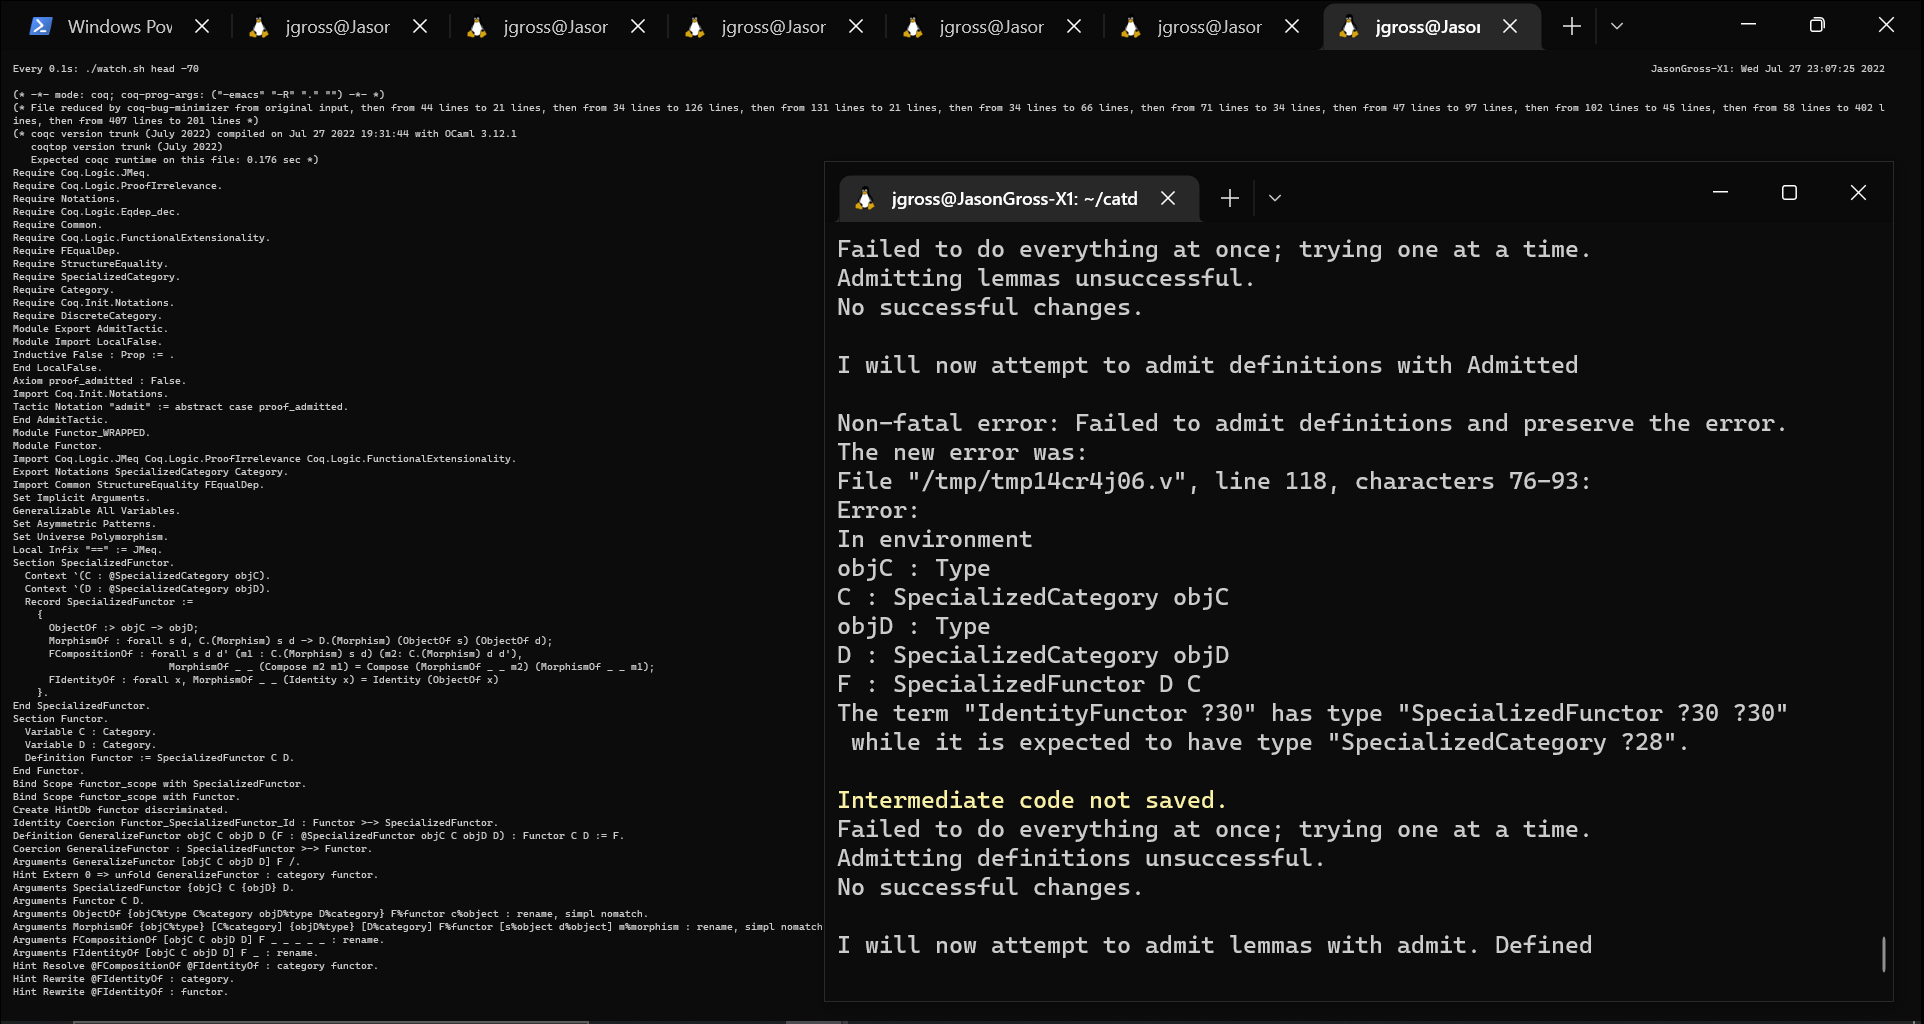 Windows Pov
jgross@Jasor
jgross@Jasor
jgross@Jasor
jgross@Jasor
jgross@Jasor
jgross@Jasor
Every 0.1s: ./watch.sh head -70
JasonGross-X1: Wed Jul 27 23:07:25 2022
(* -*- mode: coq; coq-prog-args: ("-emacs" "-R" "." "") -*- *)
(* File reduced by coq-bug-minimizer from original input, then from 44 lines to 21 lines, then from 34 lines to 126 lines, then from 131 lines to 21 lines, then from 34 lines to 66 lines, then from 71 lines to 34 lines, then from 47 lines to 97 lines, then from 102 lines to 45 lines, then from 58 lines to 402 l
ines, then from 407 lines to 201 lines *)
(* coqc version trunk (July 2022) compiled on Jul 27 2022 19:31:44 with OCaml 3.12.1
   coqtop version trunk (July 2022)
   Expected coqc runtime on this file: 0.176 sec *)
Require Coq.Logic.JMeq.
Require Coq.Logic.ProofIrrelevance.
Require Notations.
Require Coq.Logic.Eqdep_dec.
Require Common.
Require Coq.Logic.FunctionalExtensionality.
Require FEqualDep.
Require StructureEquality.
Require SpecializedCategory.
Require Category.
Require Coq.Init.Notations.
Require DiscreteCategory.
Module Export AdmitTactic.
Module Import LocalFalse.
Inductive False : Prop := .
End LocalFalse.
Axiom proof_admitted : False.
Import Coq.Init.Notations.
Tactic Notation "admit" := abstract case proof_admitted.
End AdmitTactic.
Module Functor_WRAPPED.
Module Functor.
Import Coq.Logic.JMeq Coq.Logic.ProofIrrelevance Coq.Logic.FunctionalExtensionality.
Export Notations SpecializedCategory Category.
Import Common StructureEquality FEqualDep.
Set Implicit Arguments.
Generalizable All Variables.
Set Asymmetric Patterns.
Set Universe Polymorphism.
Local Infix "==" := JMeq.
Section SpecializedFunctor.
  Context `(C : @SpecializedCategory objC).
  Context `(D : @SpecializedCategory objD).
  Record SpecializedFunctor :=
    {
      ObjectOf :> objC -> objD;
      MorphismOf : forall s d, C.(Morphism) s d -> D.(Morphism) (ObjectOf s) (ObjectOf d);
      FCompositionOf : forall s d d' (m1 : C.(Morphism) s d) (m2: C.(Morphism) d d'),
                          MorphismOf _ _ (Compose m2 m1) = Compose (MorphismOf _ _ m2) (MorphismOf _ _ m1);
      FIdentityOf : forall x, MorphismOf _ _ (Identity x) = Identity (ObjectOf x)
    }.
End SpecializedFunctor.
Section Functor.
  Variable C : Category.
  Variable D : Category.
  Definition Functor := SpecializedFunctor C D.
End Functor.
Bind Scope functor_scope with SpecializedFunctor.
Bind Scope functor_scope with Functor.
Create HintDb functor discriminated.
Identity Coercion Functor_SpecializedFunctor_Id : Functor >-> SpecializedFunctor.
Definition GeneralizeFunctor objC C objD D (F : @SpecializedFunctor objC C objD D) : Functor C D := F.
Coercion GeneralizeFunctor : SpecializedFunctor >-> Functor.
Arguments GeneralizeFunctor [objC C objD D] F /.
Hint Extern 0 => unfold GeneralizeFunctor : category functor.
Arguments SpecializedFunctor {objC} C {objD} D.
Arguments Functor C D.
Arguments ObjectOf {objC%type C%category objD%type D%category} F%functor c%object : rename, simpl nomatch.
Arguments MorphismOf {objC%type} [C%category] {objD%type} [D%category] F%functor [s%object d%object] m%morphism : rename, simpl nomatch
Arguments FCompositionOf [objC C objD D] F _ _ _ _ _ : rename.
Arguments FIdentityOf [objC C objD D] F _ : rename.
Hint Resolve @FCompositionOf @FIdentityOf : category functor.
Hint Rewrite @FIdentityOf : category.
Hint Rewrite @FIdentityOf : functor.
jgross@JasonGross-X1: ~/catd
Failed to do everything at once; trying one at a time.
Admitting lemmas unsuccessful.
No successful changes.
I will now attempt to admit definitions with Admitted
Non-fatal error: Failed to admit definitions and preserve the error.
The new error was:
File "/tmp/tmp14cr4j06.v", line 118, characters 76-93:
Error:
In environment
objC : Type
C : SpecializedCategory objC
objD : Type
D : SpecializedCategory objD
F : SpecializedFunctor D C
The term "IdentityFunctor ?30" has type "SpecializedFunctor ?30 ?30"
 while it is expected to have type "SpecializedCategory ?28".
Intermediate code not saved.
Failed to do everything at once; trying one at a time.
Admitting definitions unsuccessful.
No successful changes.
I will now attempt to admit lemmas with admit. Defined